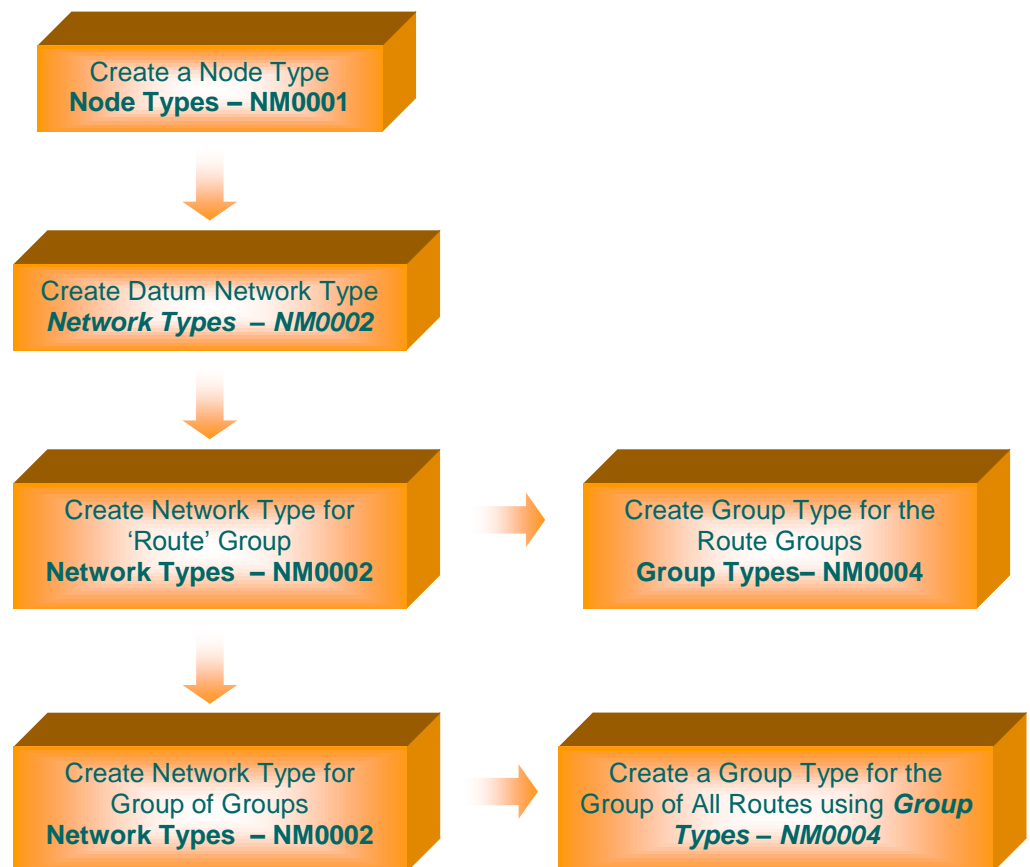 Create a Node Type
Node Types – NM0001
Create Datum Network Type
Network Types – NM0002
Create Network Type for
‘Route’ Group
Network Types – NM0002
Create Group Type for the
Route Groups
Group Types– NM0004
Create Network Type for
Group of Groups
Network Types – NM0002
Create a Group Type for the
Group of All Routes using Group
Types – NM0004